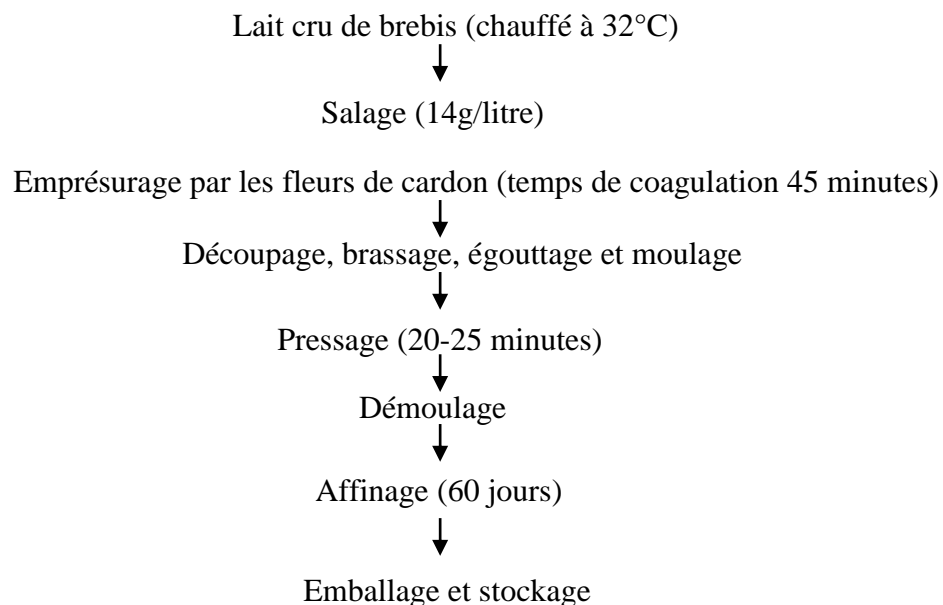 Lait cru de brebis (chauffé à 32°C)
Salage (14g/litre)
Emprésurage par les fleurs de cardon (temps de coagulation 45 minutes)
Découpage, brassage, égouttage et moulage
Pressage (20-25 minutes)
Démoulage
Affinage (60 jours)
Emballage et stockage